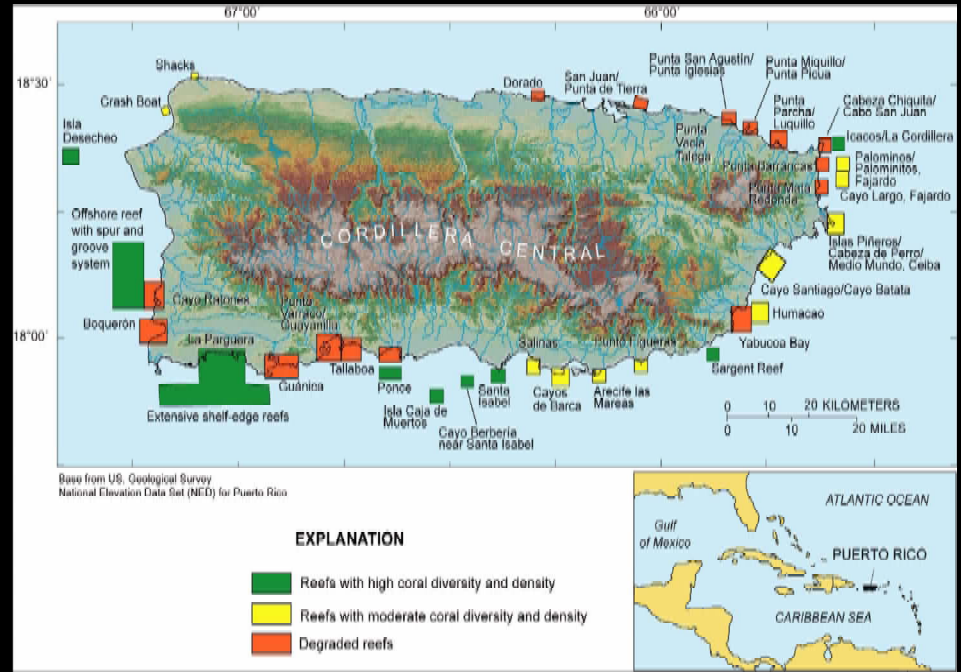 67°00'
66°00'
18°30'
18°00'
Shacks
Crash Boat
Isla
Desecheo
Dorado
San Juan/
Punta de Tierra
Punta San Agustín/
Punta Iglesias
Punta Miquillo/
Punta Picua
Punta
Parcha/
Luquillo
Cabeza Chiquita/
Cabo San Juan
Icacos/La Cordillera
Punta
Vacia
Talega
Punta Barrancas
Palominos/
Palominitos,
Fajardo
Punta Mata
Redonda
Cayo Largo, Fajardo
Offshore reef
with spur and
groove
system
CORDILLERA CENTRAL
Islas Piñeros/
Cabeza de Perro/
Medio Mundo, Ceiba
Cayo Santiago/Cayo Batata
Cayo Ratones
Boquerón
La Parguera
Punta
Varraco/
Guayanilla
Humacao
Yabucoa Bay
Sargent Reef
Guánica
Tallaboa
Ponce
Isla Caja de
Muertos
Santa
Isabel
Cayo Berbería
near Santa Isabel
Salinas
Cayos
de Barca
Punto Figueras
Arecife las
Mareas
Extensive shelf-edge reefs
0 10 20 KILOMETERS
0 10 20 MILES
Base from US. Geological Survey
National Elevation Data Set (NED) for Puerto Rico
EXPLANATION
Reefs with high coral diversity and density
Reefs with moderate coral diversity and density
Degraded reefs
ATLANTIC OCEAN
Gulf
of Mexico
PUERTO RICO
CARIBBEAN SEA